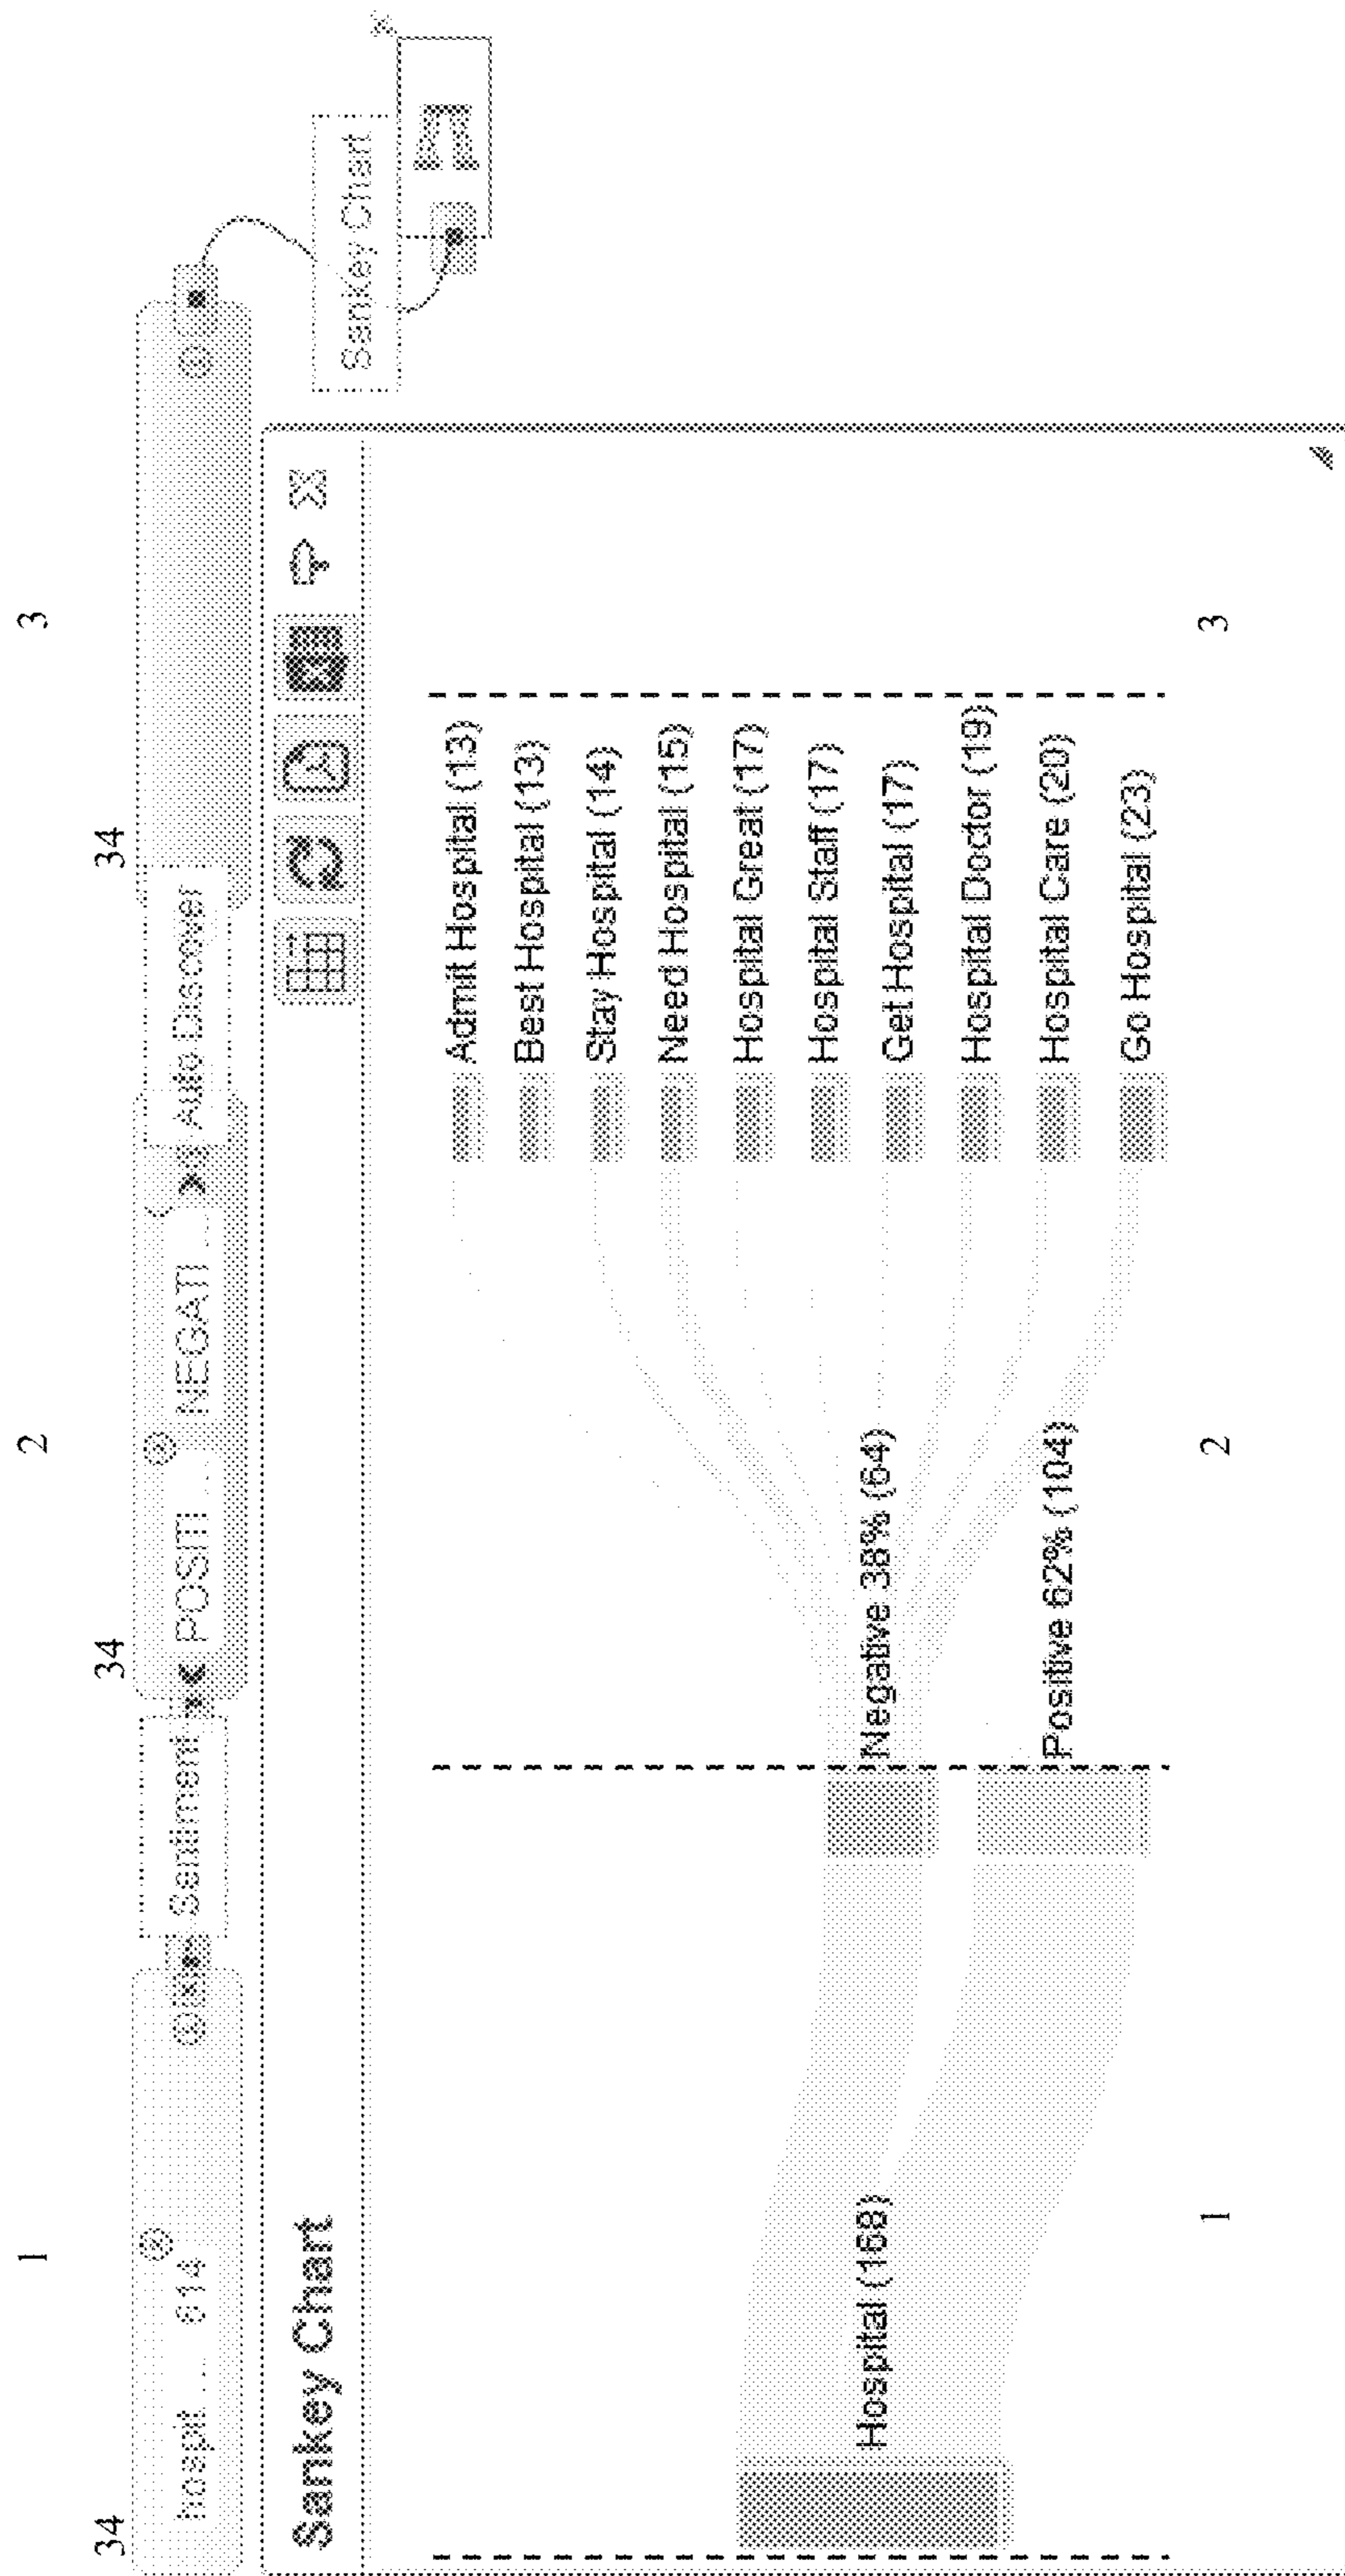 1 2 3
34 34 34
hospit... 614 Sentiment POSITI... NEGATI... Auto Discover
Sankey Chart
Sankey Chart
Admit Hospital (13)
Best Hospital (13)
Stay Hospital (14)
Need Hospital (15)
Hospital Great (17)
Hospital Staff (17)
Hospital (168)
Negative 38% (64)
Get Hospital (17)
Hospital Doctor (19)
Positive 62% (104)
Hospital Care (20)
Go Hospital (23)
1 2 3